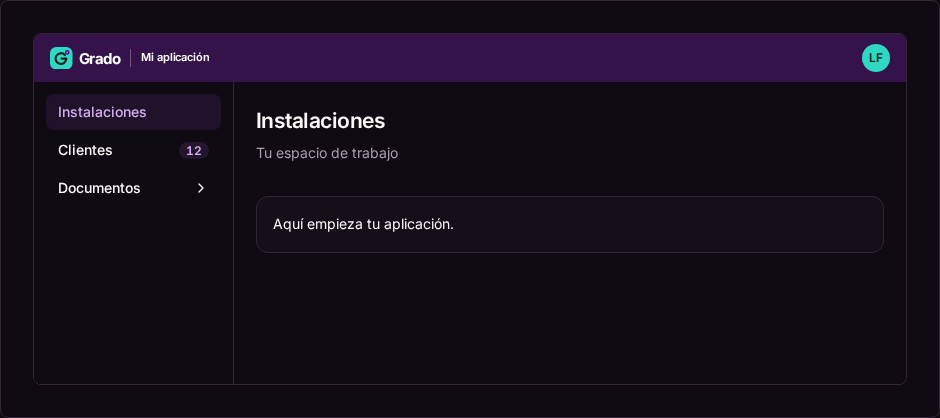 Grado
Mi aplicación
LF
Instalaciones
Clientes
12
Documentos
Instalaciones
Tu espacio de trabajo
Aquí empieza tu aplicación.